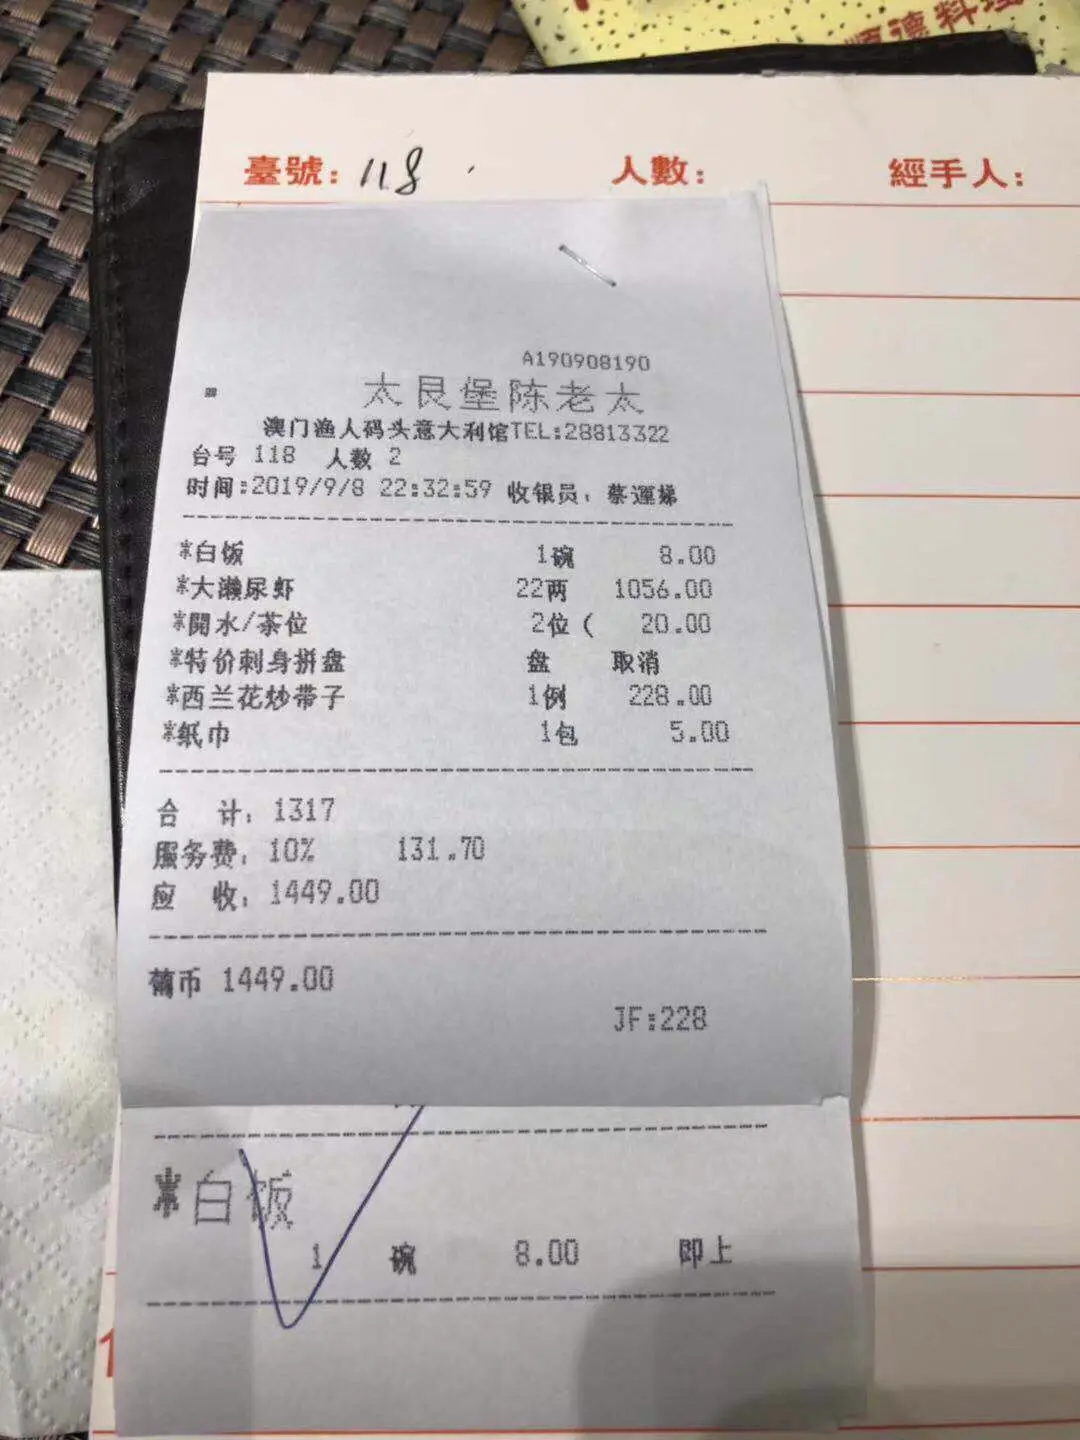 順德料理
臺號: 118 人數: 經手人:
A190908190
太艮堡陈老太
澳门渔人码头意大利馆TEL:28813322
台号 118 人数 2
时间:2019/9/8 22:32:59 收银员: 蔡運娣
*白饭 1碗 8.00
*大濑尿虾 22两 1056.00
*開水/茶位 2位( 20.00
*特价刺身拼盘 盘 取消
*西兰花炒带子 1例 228.00
*纸巾 1包 5.00
合 计: 1317
服务费: 10% 131.70
应 收: 1449.00
葡币 1449.00
JF:228
*白饭
1 碗 8.00 即上
1